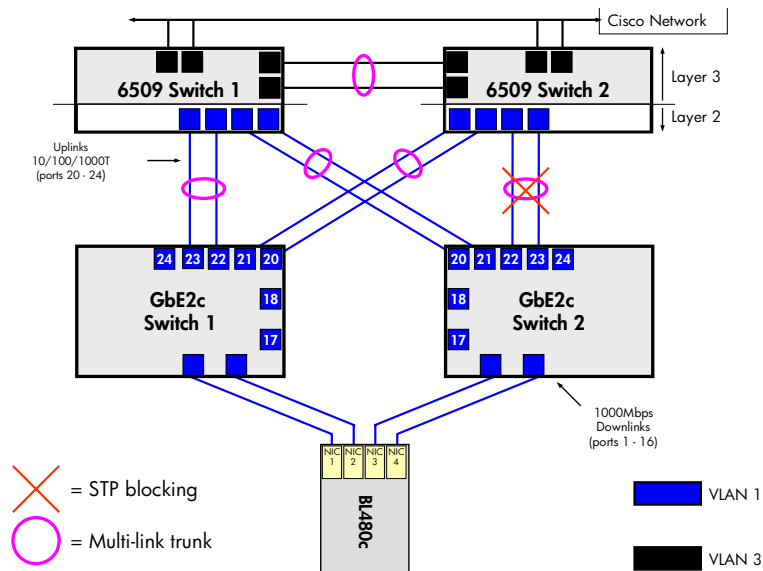 Cisco Network
6509 Switch 1
6509 Switch 2
Layer 3
Layer 2
Uplinks
10/100/1000T
(ports 20 - 24)
24 23 22 21 20
18
17
GbE2c
Switch 1
20 21 22 23 24
18
17
GbE2c
Switch 2
1000Mbps
Downlinks
(ports 1 - 16)
NIC 1
NIC 2
NIC 3
NIC 4
BL480c
= STP blocking
= Multi-link trunk
VLAN 1
VLAN 3